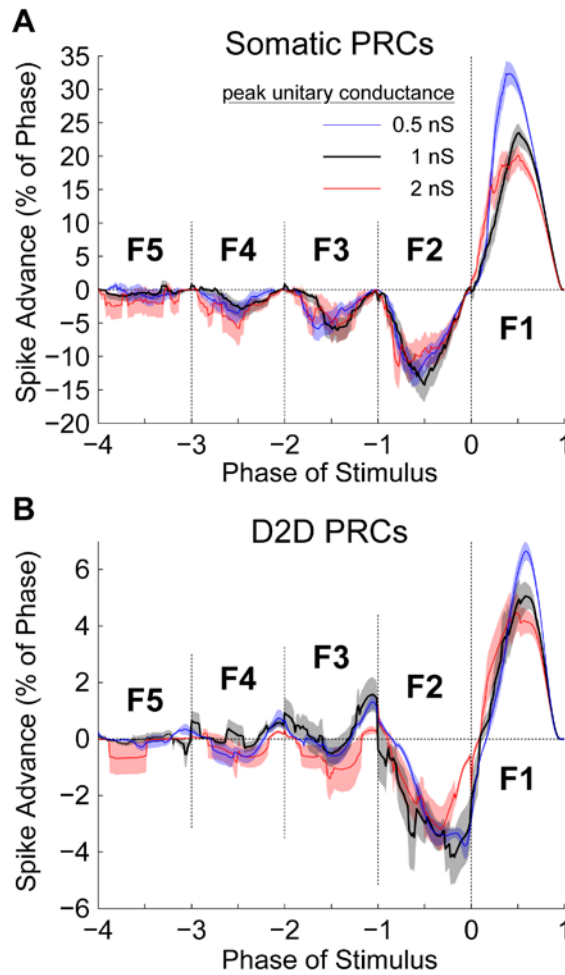 A
Somatic PRCs
peak unitary conductance
0.5 nS
1 nS
2 nS
Spike Advance (% of Phase)
35
30
25
20
15
10
5
0
−5
−10
−15
−20
F5
F4
F3
F2
F1
−4
−3
−2
−1
0
1
Phase of Stimulus
B
D2D PRCs
Spike Advance (% of Phase)
6
4
2
0
−2
−4
−6
F5
F4
F3
F2
F1
−4
−3
−2
−1
0
1
Phase of Stimulus